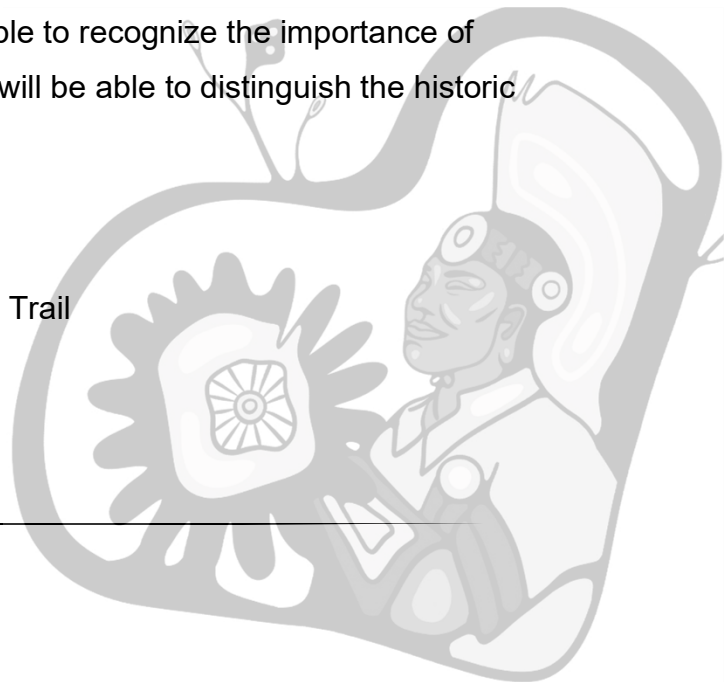 ble to recognize the importance of
will be able to distinguish the historic
Trail